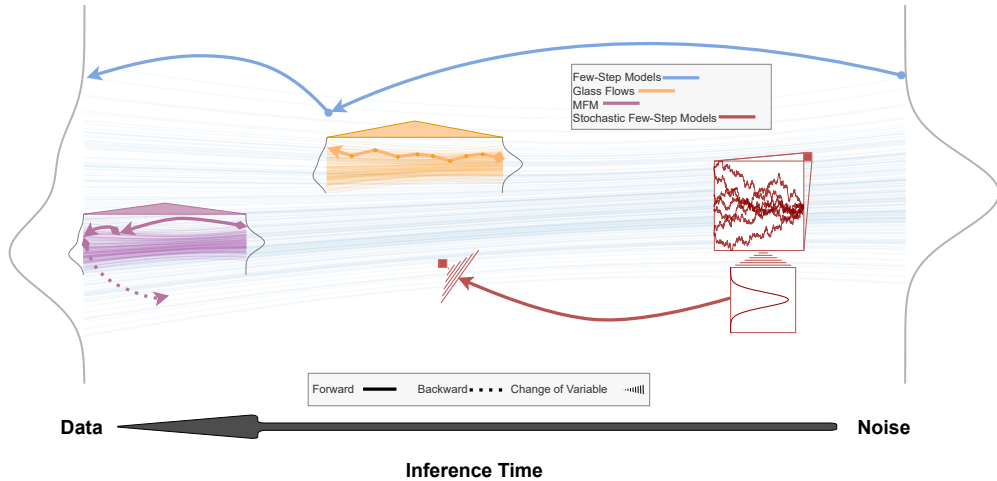 Few-Step Models
Glass Flows
MFM
Stochastic Few-Step Models
Forward Backward Change of Variable
Data Noise
Inference Time